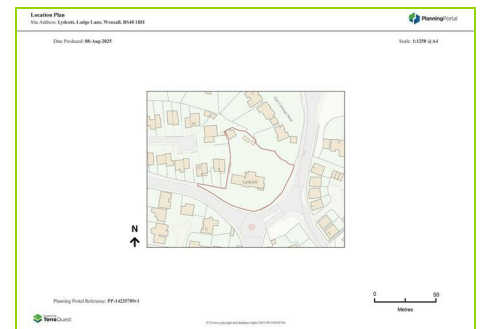 Location Plan
Site Address: Lydcott, Lodge Lane, Wraxall, BS48 1BH
PlanningPortal
Date Produced: 08-Aug-2025
Scale: 1:1250 @A4
Lydcott
N
0 50
Metres
Planning Portal Reference: PP-14235789v1
TerraQuest